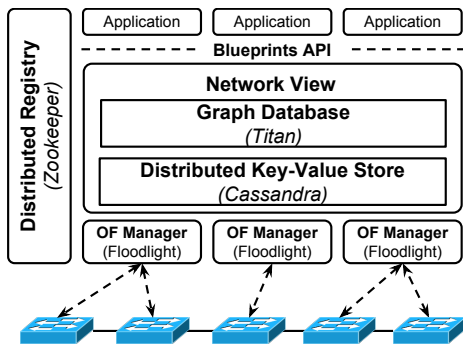 Distributed Registry
(Zookeeper)
Application
Application
Application
Blueprints API
Network View
Graph Database
(Titan)
Distributed Key-Value Store
(Cassandra)
OF Manager
(Floodlight)
OF Manager
(Floodlight)
OF Manager
(Floodlight)